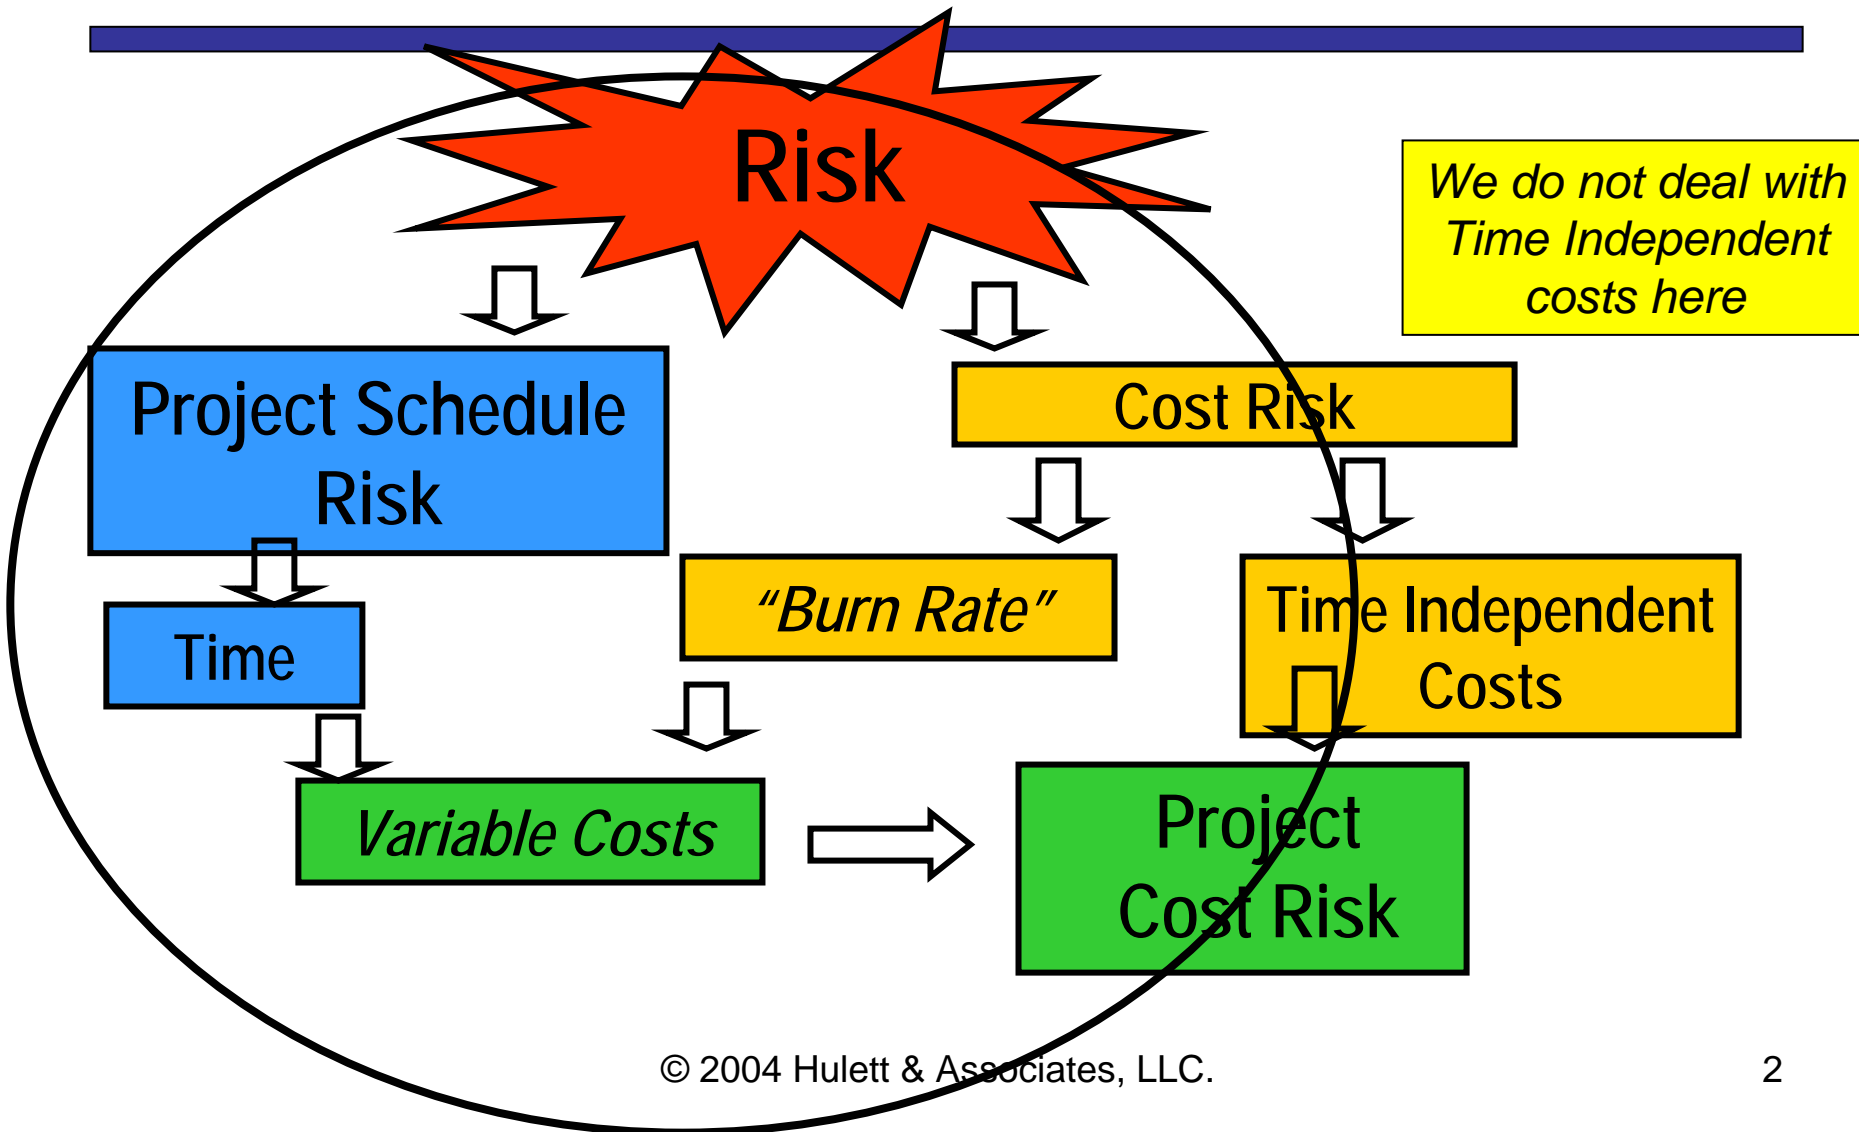 Risk
We do not deal with
Time Independent
costs here
Project Schedule
Risk
Cost Risk
“Burn Rate”
Time Independent
Costs
Time
Variable Costs
Project
Cost Risk
© 2004 Hulett & Associates, LLC.
2